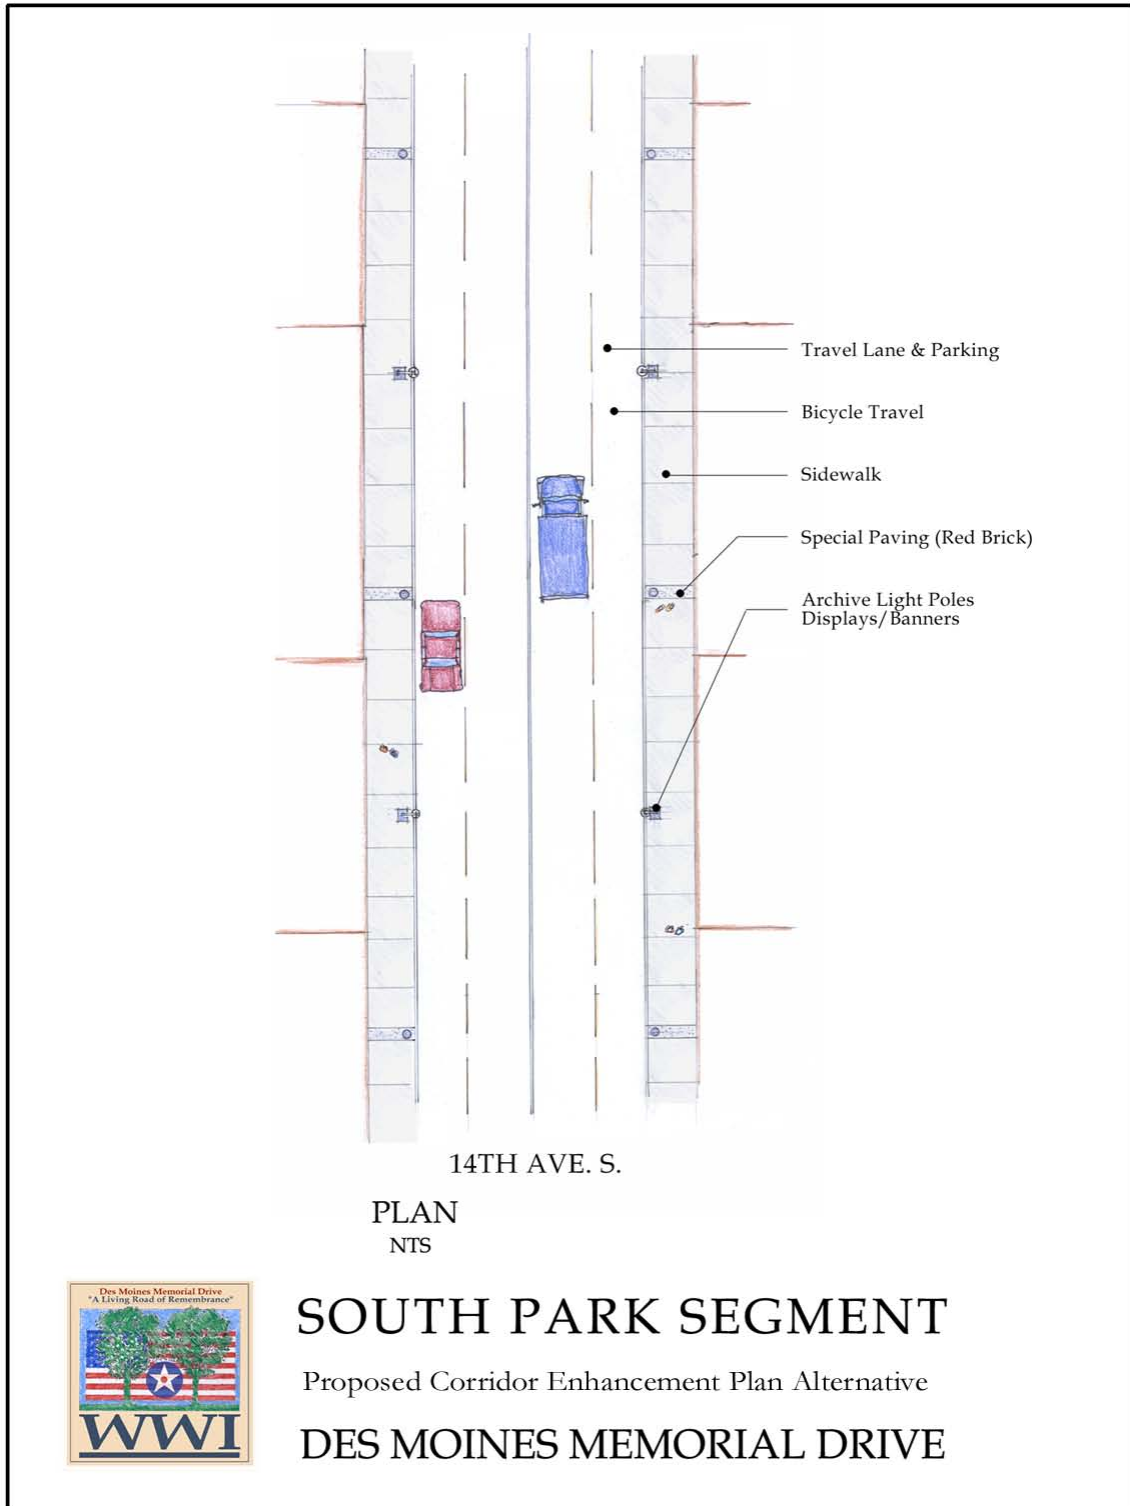 Travel Lane & Parking
Bicycle Travel
Sidewalk
Special Paving (Red Brick)
Archive Light Poles
Displays/Banners
14TH AVE. S.
PLAN
NTS
Des Moines Memorial Drive
"A Living Road of Remembrance"
WWI
SOUTH PARK SEGMENT
Proposed Corridor Enhancement Plan Alternative
DES MOINES MEMORIAL DRIVE